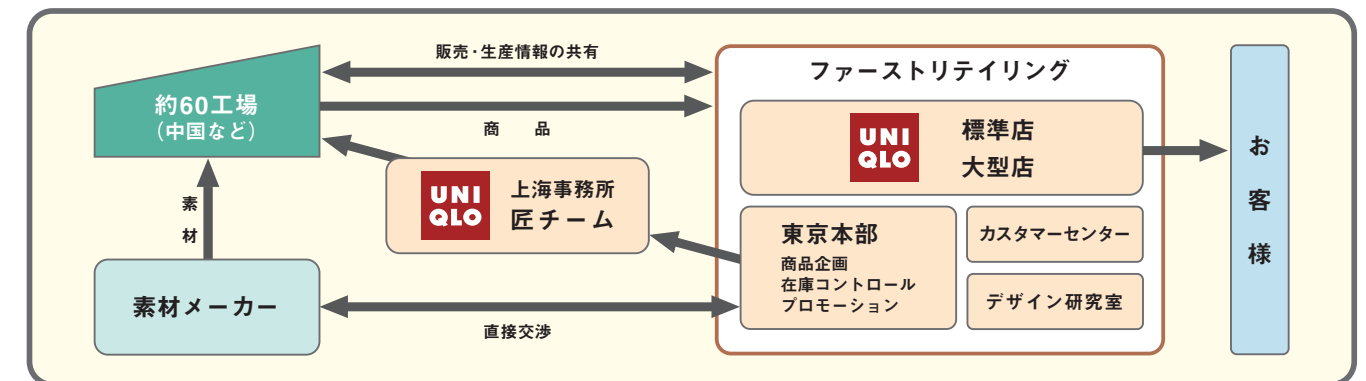 販売・生産情報の共有
ファーストリテイリング
約60工場
（中国など）
商　品
UNI
QLO
標準店
大型店
お客様
UNI
QLO
上海事務所
匠チーム
素材
東京本部
商品企画
在庫コントロール
プロモーション
カスタマーセンター
デザイン研究室
素材メーカー
直接交渉